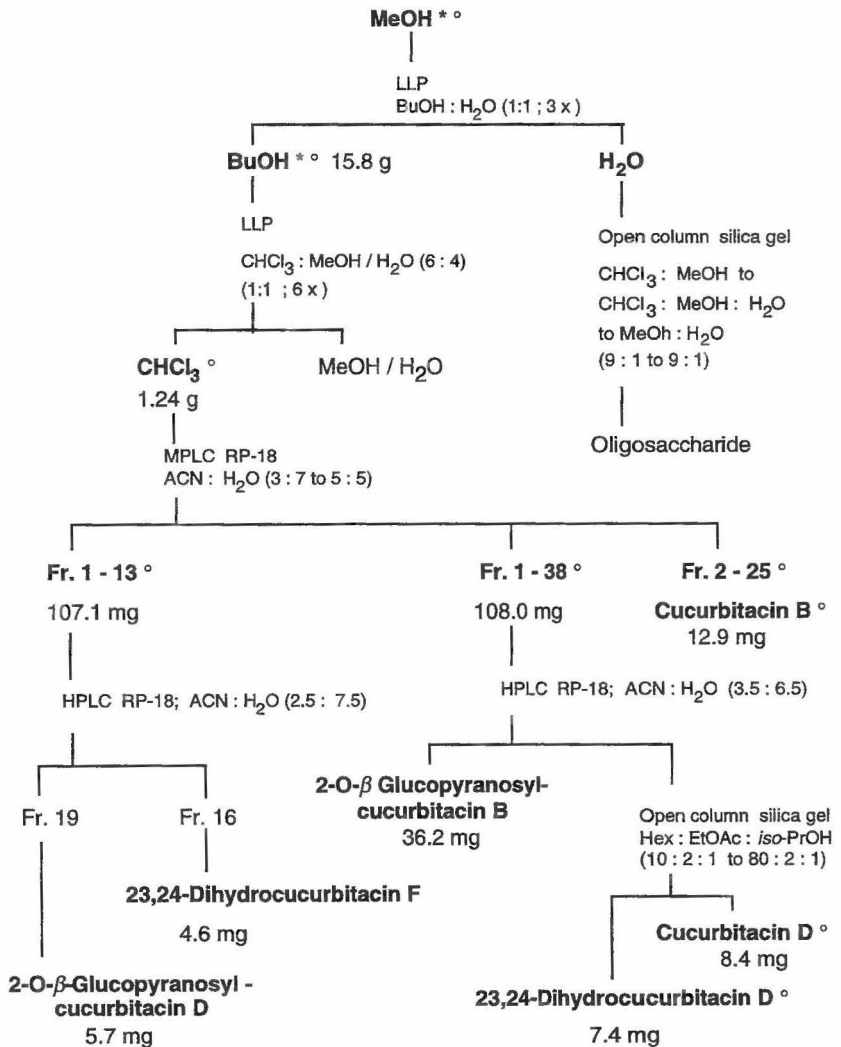 MeOH * °
LLP
BuOH : H₂O (1:1 ; 3 x)
BuOH * ° 15.8 g
H₂O
LLP
CHCl₃ : MeOH / H₂O (6 : 4)
(1:1 ; 6 x)
Open column silica gel
CHCl₃ : MeOH to
CHCl₃ : MeOH : H₂O
to MeOh : H₂O
(9 : 1 to 9 : 1)
Oligosaccharide
CHCl₃ °
1.24 g
MeOH / H₂O
MPLC RP-18
ACN : H₂O (3 : 7 to 5 : 5)
Fr. 1 - 13 °
107.1 mg
Fr. 1 - 38 °
108.0 mg
Fr. 2 - 25 °
Cucurbitacin B °
12.9 mg
HPLC RP-18; ACN : H₂O (2.5 : 7.5)
HPLC RP-18; ACN : H₂O (3.5 : 6.5)
Fr. 19
Fr. 16
23,24-Dihydrocucurbitacin F
4.6 mg
2-O-β-Glucopyranosyl -
cucurbitacin D
5.7 mg
2-O-β Glucopyranosyl-
cucurbitacin B
36.2 mg
Open column silica gel
Hex : EtOAc : iso-PrOH
(10 : 2 : 1 to 80 : 2 : 1)
Cucurbitacin D °
8.4 mg
23,24-Dihydrocucurbitacin D °
7.4 mg